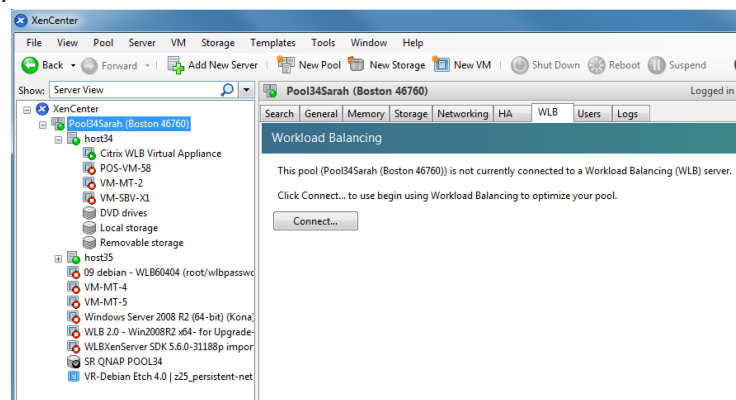 XenCenter
File View Pool Server VM Storage Templates Tools Window Help
Back Forward Add New Server New Pool New Storage New VM Shut Down Reboot Suspend
Show: Server View
Pool34Sarah (Boston 46760) Logged in
Search General Memory Storage Networking HA WLB Users Logs
Workload Balancing
This pool (Pool34Sarah (Boston 46760)) is not currently connected to a Workload Balancing (WLB) server.
Click Connect... to use begin using Workload Balancing to optimize your pool.
Connect...
XenCenter
Pool34Sarah (Boston 46760)
host34
Citrix WLB Virtual Appliance
POS-VM-58
VM-MT-2
VM-SBV-X1
DVD drives
Local storage
Removable storage
host35
09 debian - WLB60404 (root/wlbpasswc
VM-MT-4
VM-MT-5
Windows Server 2008 R2 (64-bit) (Kona
WLB 2.0 - Win2008R2 x64- for Upgrade-
WLBXenServer SDK 5.6.0-31188p impor
SR QNAP POOL34
VR-Debian Etch 4.0 | z25_persistent-net